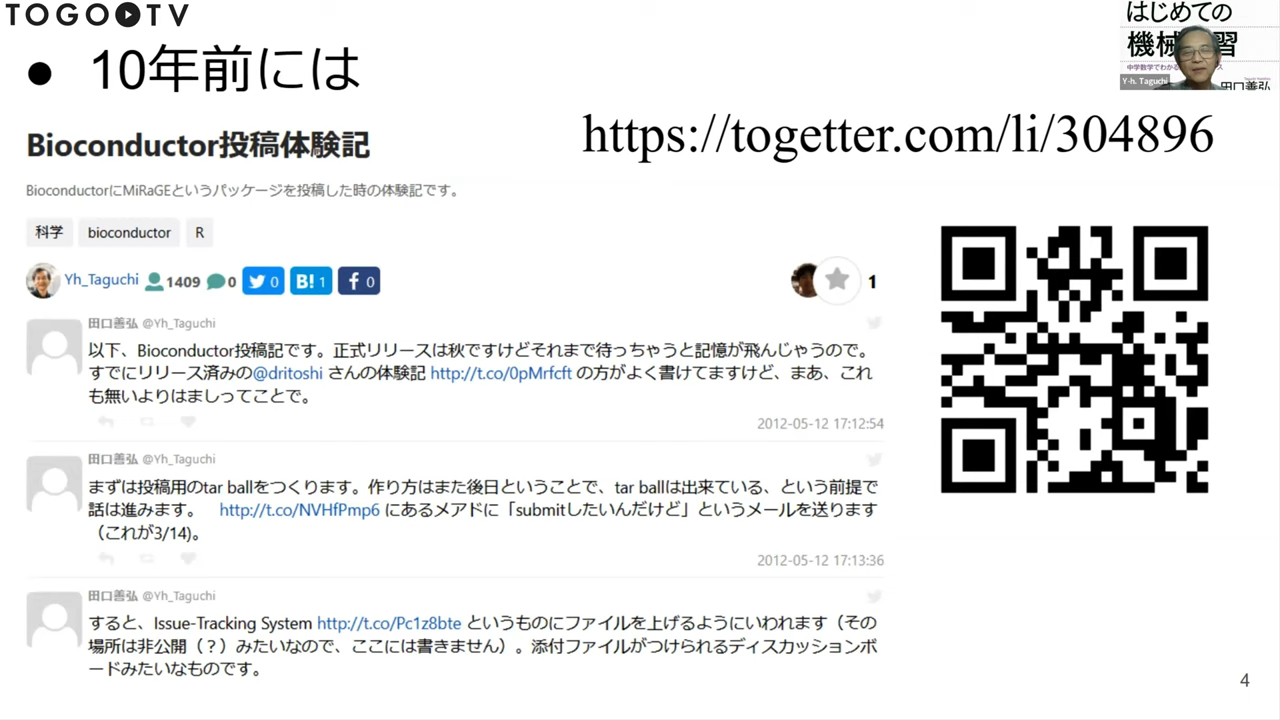 TOGO TV
● 10年前には
はじめての
Y-h. Taguchi
田口善弘
https://togetter.com/li/304896
Bioconductor投稿体験記
BioconductorにMiRaGEというパッケージを投稿した時の体験記です。
科学 bioconductor R
Yh_Taguchi 1409 0 0 B! 1 f 0 1
田口善弘 @Yh_Taguchi
以下、Bioconductor投稿記です。正式リリースは秋ですけどそれまで待っちゃうと記憶が飛んじゃうので。
すでにリリース済みの@dritoshi さんの体験記 http://t.co/0pMrfcft の方がよく書けてますけど、まあ、これ
も無いよりはましってことで。
2012-05-12 17:12:54
田口善弘 @Yh_Taguchi
まずは投稿用のtar ballをつくります。作り方はまた後日ということで、tar ballは出来ている、という前提で
話は進みます。 http://t.co/NVHfPmp6 にあるメアドに「submitしたいんだけど」というメールを送ります
（これが3/14)。
2012-05-12 17:13:36
田口善弘 @Yh_Taguchi
すると、Issue-Tracking System http://t.co/Pc1z8bte というものにファイルを上げるようにいわれます（その
場所は非公開（？）みたいなので、ここには書きません）。添付ファイルがつけられるディスカッションボ
ードみたいなものです。
4